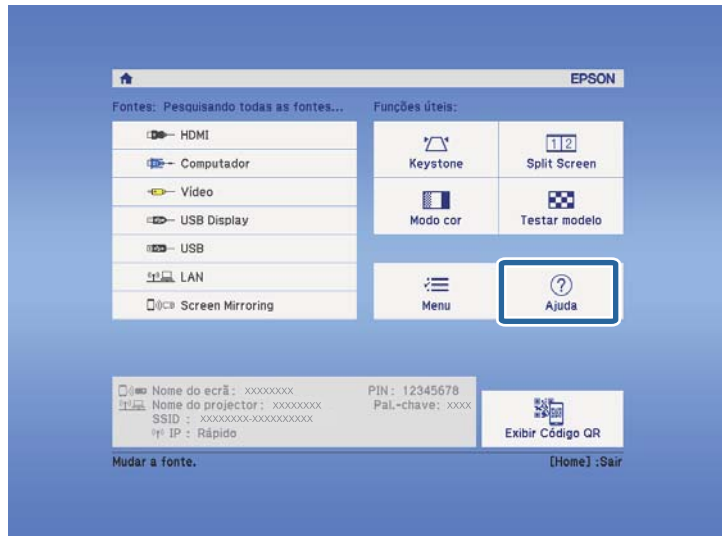 EPSON
Fontes: Pesquisando todas as fontes...
Funções úteis:
HDMI
Computador
Vídeo
USB Display
USB
LAN
Screen Mirroring
Keystone
1 2
Split Screen
Modo cor
Testar modelo
Menu
?
Ajuda
Nome do ecrã: xxxxxxxx
PIN: 12345678
Nome do projector: xxxxxxxx
Pal.-chave: xxxx
SSID : xxxxxxxx-xxxxxxxxxx
IP : Rápido
Exibir Código QR
Mudar a fonte.
[Home] :Sair